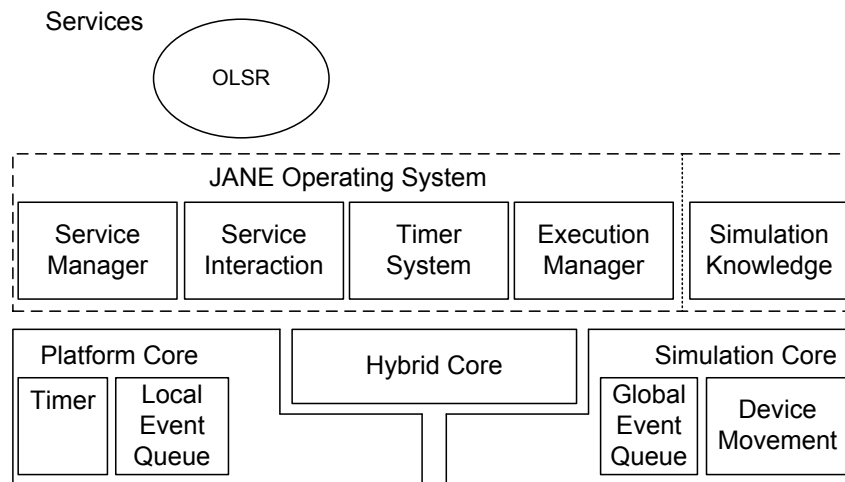 Services
OLSR
JANE Operating System
Service
Manager
Service
Interaction
Timer
System
Execution
Manager
Simulation
Knowledge
Platform Core
Timer
Local
Event
Queue
Hybrid Core
Simulation Core
Global
Event
Queue
Device
Movement